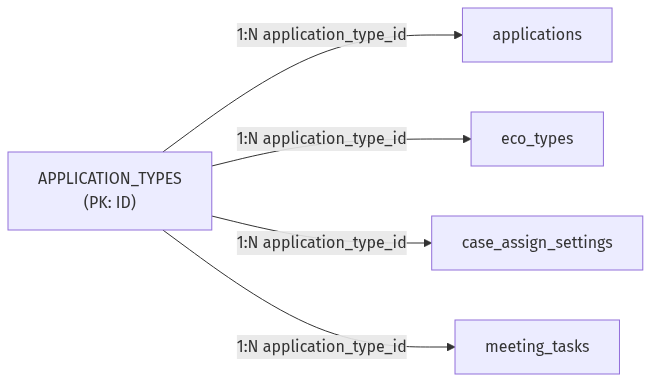 1:N application_type_id
applications
1:N application_type_id
eco_types
APPLICATION_TYPES
(PK: ID)
1:N application_type_id
case_assign_settings
1:N application_type_id
meeting_tasks